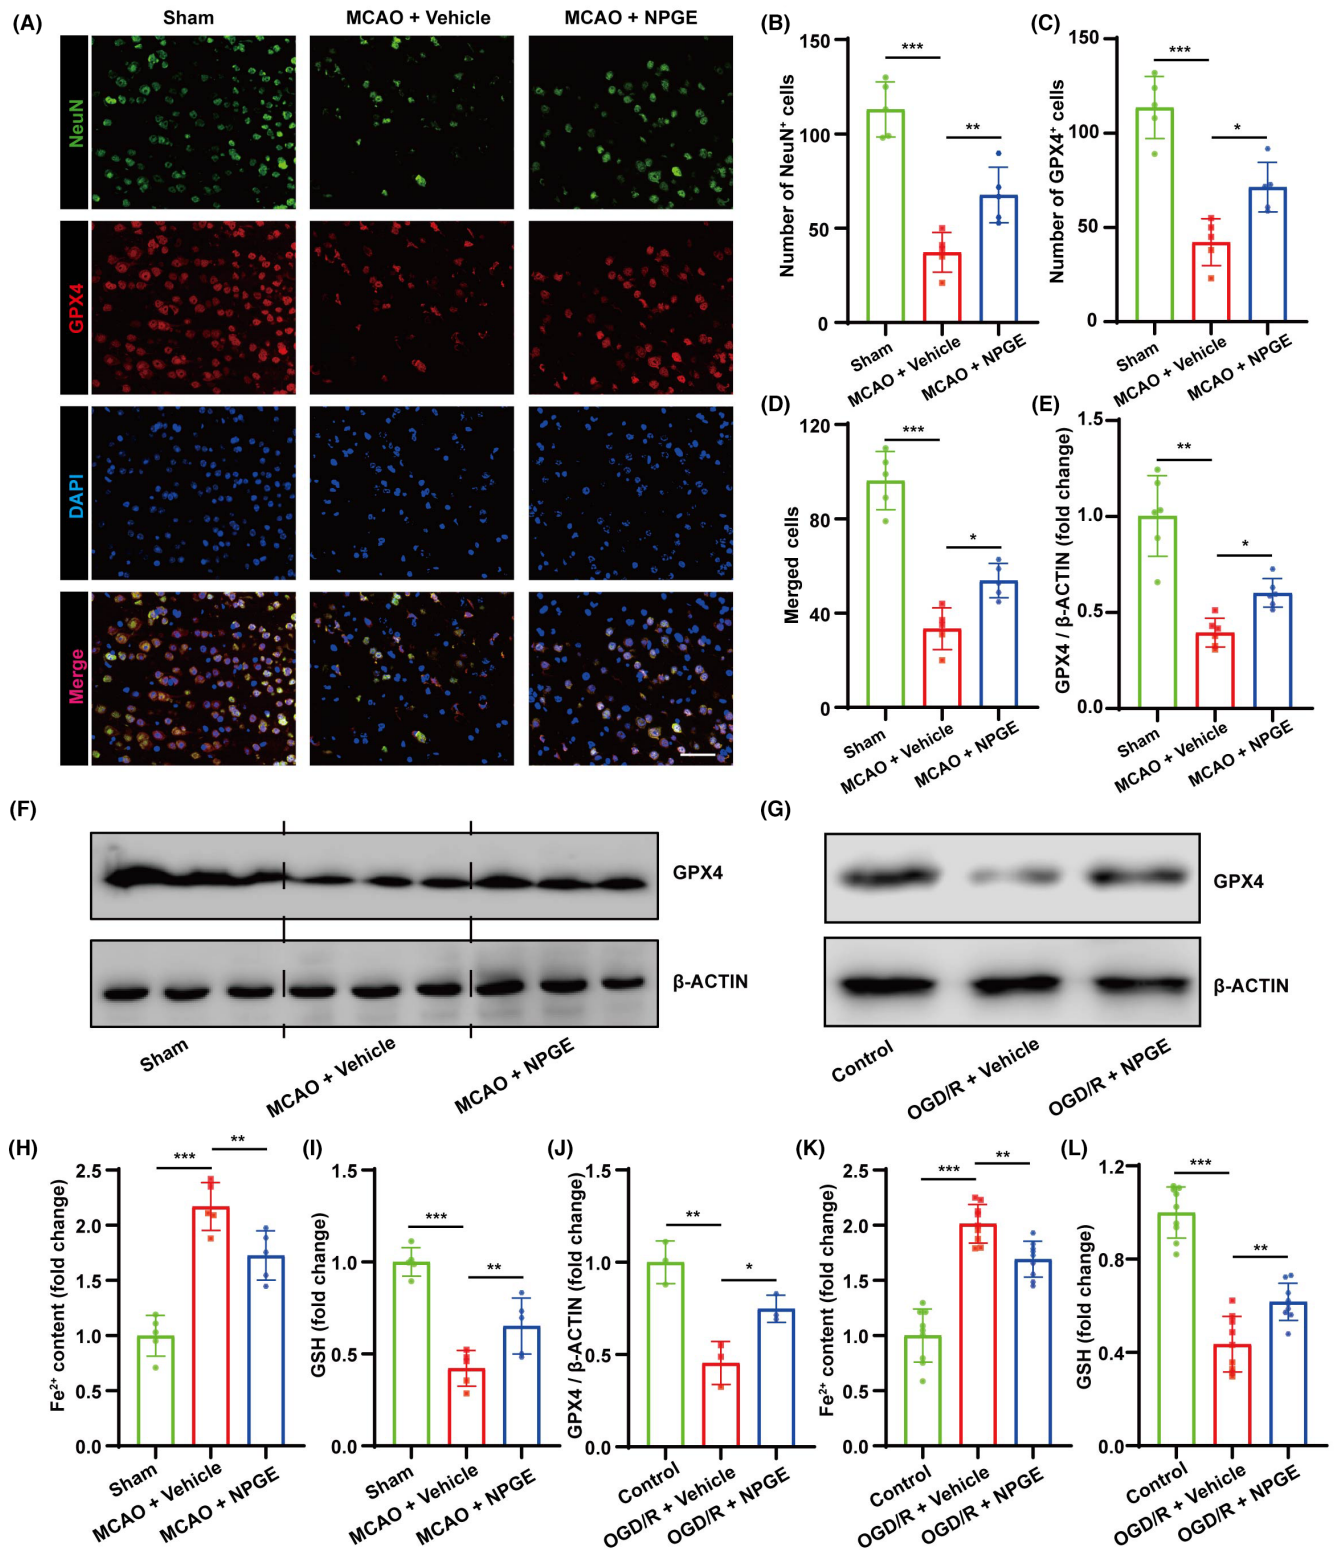 (A)
Sham
MCAO + Vehicle
MCAO + NPGE
NeuN
GPX4
DAPI
Merge
(B)
Number of NeuN⁺ cells
150
100
50
0
***
**
Sham
MCAO + Vehicle
MCAO + NPGE
(C)
Number of GPX4⁺ cells
150
100
50
0
***
*
Sham
MCAO + Vehicle
MCAO + NPGE
(D)
Merged cells
120
80
40
0
***
*
Sham
MCAO + Vehicle
MCAO + NPGE
(E)
GPX4 / β-ACTIN (fold change)
1.5
1.0
0.5
0.0
**
*
Sham
MCAO + Vehicle
MCAO + NPGE
(F)
GPX4
β-ACTIN
Sham
MCAO + Vehicle
MCAO + NPGE
(G)
GPX4
β-ACTIN
Control
OGD/R + Vehicle
OGD/R + NPGE
(H)
Fe²⁺ content (fold change)
2.5
2.0
1.5
1.0
0.5
0.0
***
**
Sham
MCAO + Vehicle
MCAO + NPGE
(I)
GSH (fold change)
1.5
1.0
0.5
0.0
***
**
Sham
MCAO + Vehicle
MCAO + NPGE
(J)
GPX4 / β-ACTIN (fold change)
1.5
1.0
0.5
0.0
**
*
Control
OGD/R + Vehicle
OGD/R + NPGE
(K)
Fe²⁺ content (fold change)
2.5
2.0
1.5
1.0
0.5
0.0
***
**
Control
OGD/R + Vehicle
OGD/R + NPGE
(L)
GSH (fold change)
1.2
0.8
0.4
0.0
***
**
Control
OGD/R + Vehicle
OGD/R + NPGE